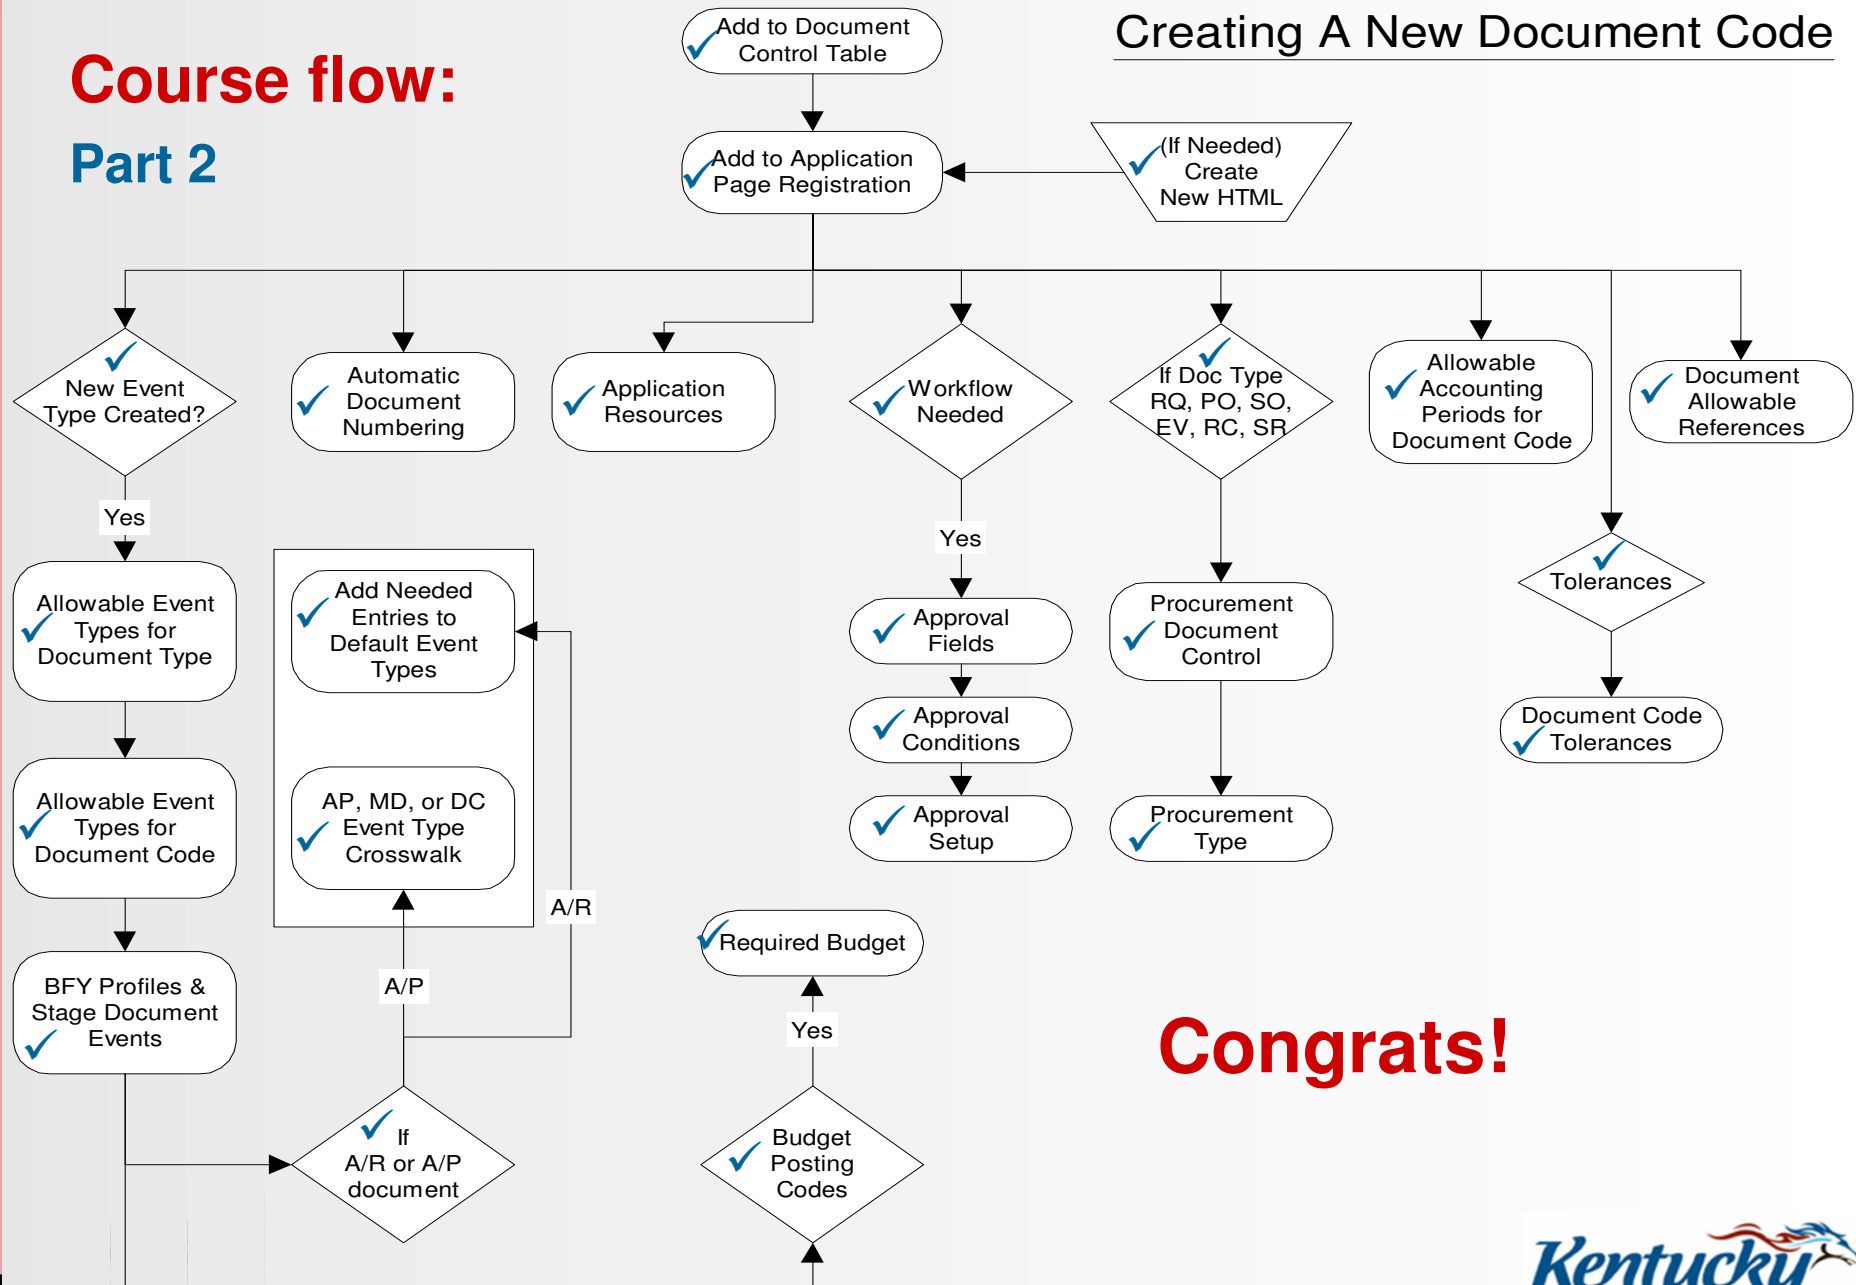 Creating A New Document Code
Course flow:
Part 2
Add to Document
Control Table
Add to Application
Page Registration
(If Needed)
Create
New HTML
New Event
Type Created?
Automatic
Document
Numbering
Application
Resources
Workflow
Needed
If Doc Type
RQ, PO, SO,
EV, RC, SR
Allowable
Accounting
Periods for
Document Code
Document
Allowable
References
Yes
Yes
Allowable Event
Types for
Document Type
Add Needed
Entries to
Default Event
Types
Approval
Fields
Procurement
Document
Control
Tolerances
Approval
Conditions
Document Code
Tolerances
Allowable Event
Types for
Document Code
AP, MD, or DC
Event Type
Crosswalk
Approval
Setup
Procurement
Type
A/R
Required Budget
BFY Profiles &
Stage Document
Events
A/P
Yes
Congrats!
If
A/R or A/P
document
Budget
Posting
Codes
Kentucky